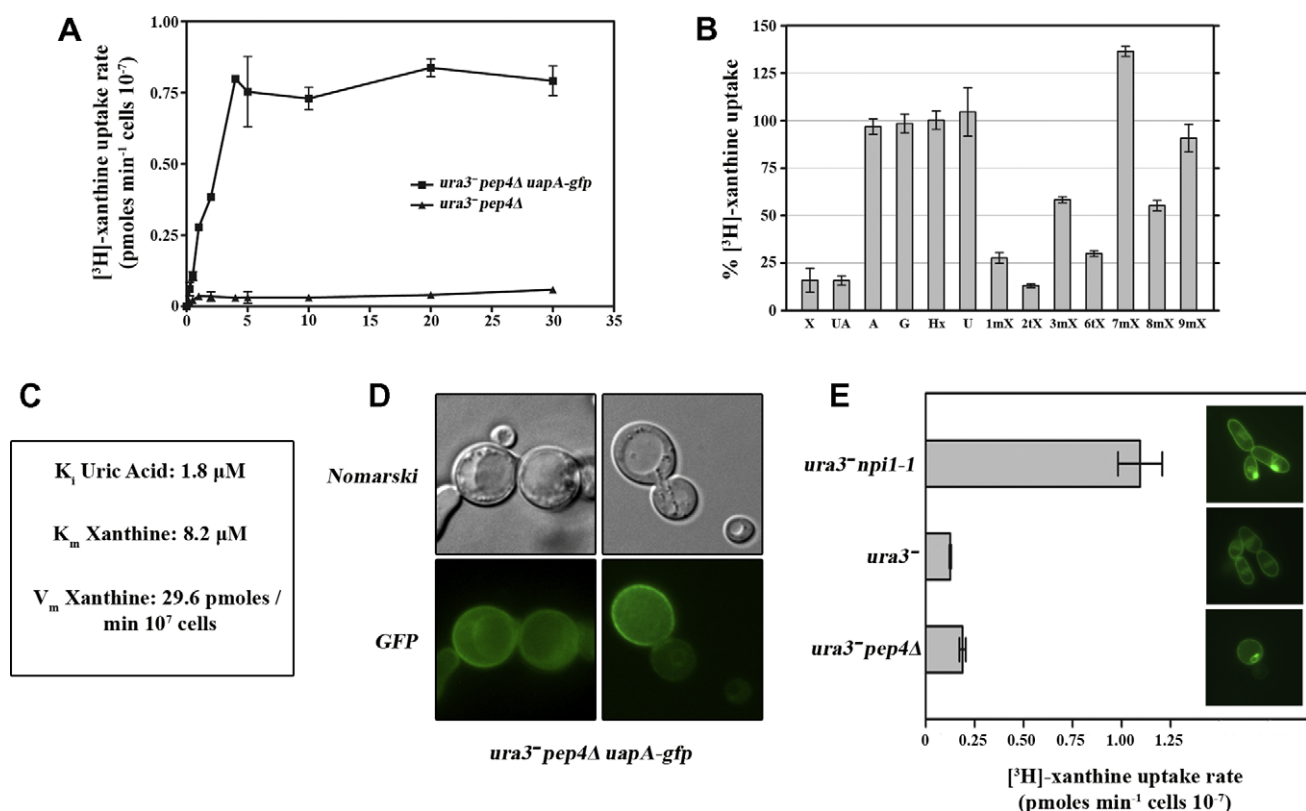 A
[³H]-xanthine uptake rate
(pmoles min⁻¹ cells 10⁻⁷)
1.00
0.75
0.50
0.25
0
0 5 10 15 20 25 30 35
ura3⁻pep4Δ uapA-gfp
ura3⁻pep4Δ
B
% [³H]-xanthine uptake
150
125
100
75
50
25
0
X UA A G Hx U 1mX 2tX 3mX 6tX 7mX 8mX 9mX
C
Kᵢ Uric Acid: 1.8 μM
Kₘ Xanthine: 8.2 μM
Vₘ Xanthine: 29.6 pmoles /
min 10⁷ cells
D
Nomarski
GFP
ura3⁻pep4Δ uapA-gfp
E
ura3⁻npi1-1
ura3⁻
ura3⁻pep4Δ
0 0.25 0.50 0.75 1.00 1.25
[³H]-xanthine uptake rate
(pmoles min⁻¹ cells 10⁻⁷)